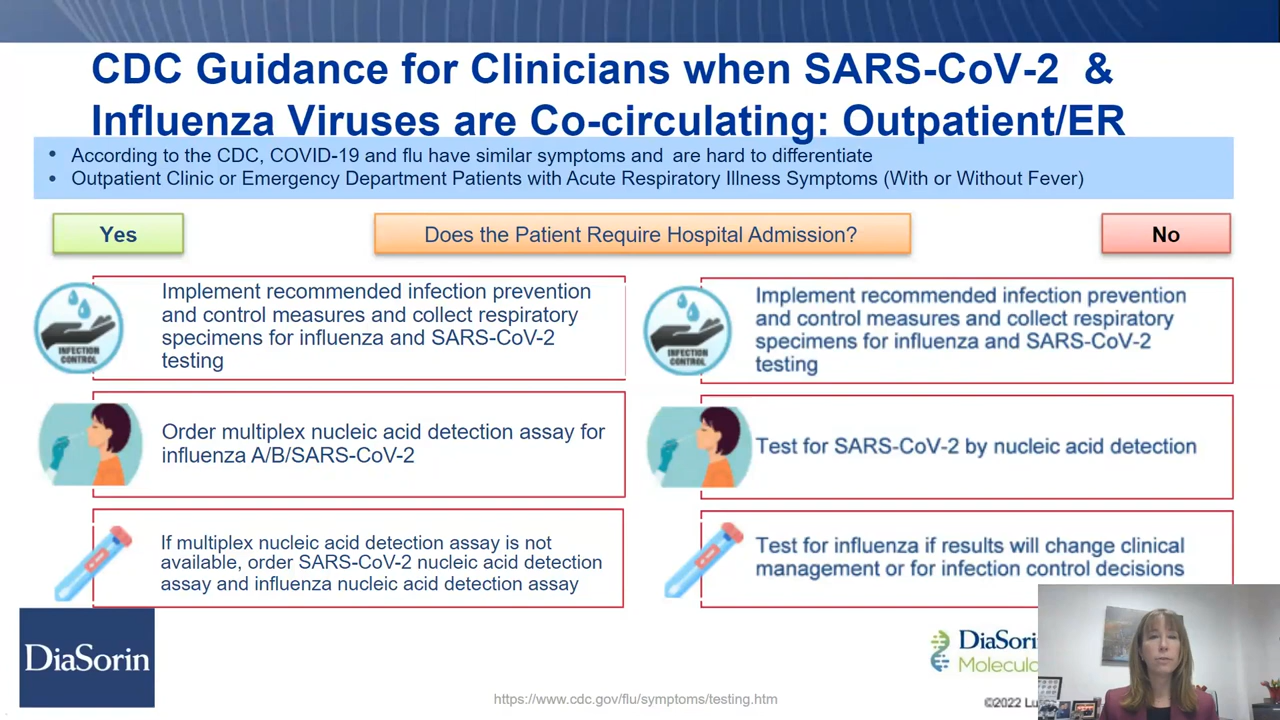 CDC Guidance for Clinicians when SARS-CoV-2 &
Influenza Viruses are Co-circulating: Outpatient/ER
• According to the CDC, COVID-19 and flu have similar symptoms and are hard to differentiate
• Outpatient Clinic or Emergency Department Patients with Acute Respiratory Illness Symptoms (With or Without Fever)
Yes
Does the Patient Require Hospital Admission?
No
INFECTION
CONTROL
Implement recommended infection prevention
and control measures and collect respiratory
specimens for influenza and SARS-CoV-2
testing
Order multiplex nucleic acid detection assay for
influenza A/B/SARS-CoV-2
If multiplex nucleic acid detection assay is not
available, order SARS-CoV-2 nucleic acid detection
assay and influenza nucleic acid detection assay
INFECTION
CONTROL
Implement recommended infection prevention
and control measures and collect respiratory
specimens for influenza and SARS-CoV-2
testing
Test for SARS-CoV-2 by nucleic acid detection
Test for influenza if results will change clinical
management or for infection control decisions
DiaSorin
DiaSorin
Molecul
https://www.cdc.gov/flu/symptoms/testing.htm
©2022 Lu